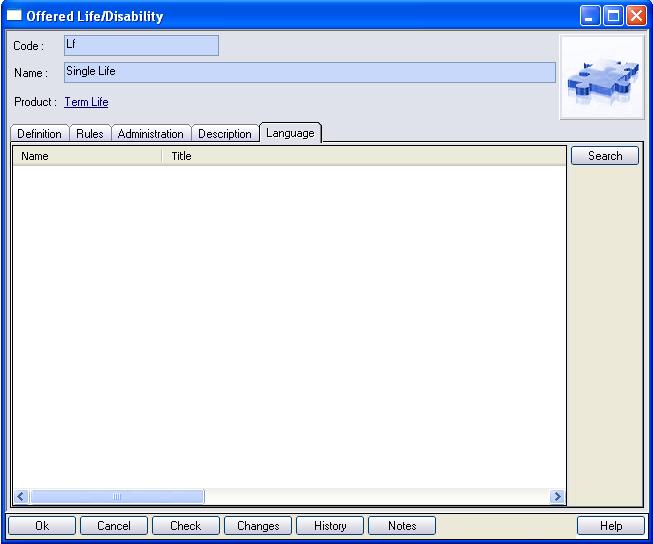 Offered Life/Disability
Code : Lf
Name : Single Life
Product : Term Life
Definition Rules Administration Description Language
Name Title Search
Ok Cancel Check Changes History Notes Help